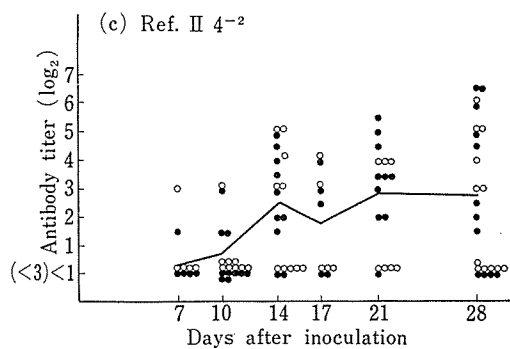 (c) Ref. II 4⁻²
Antibody titer (log₂)
7
6
5
4
3
2
1
(<3)<1
7 10 14 17 21 28
Days after inoculation